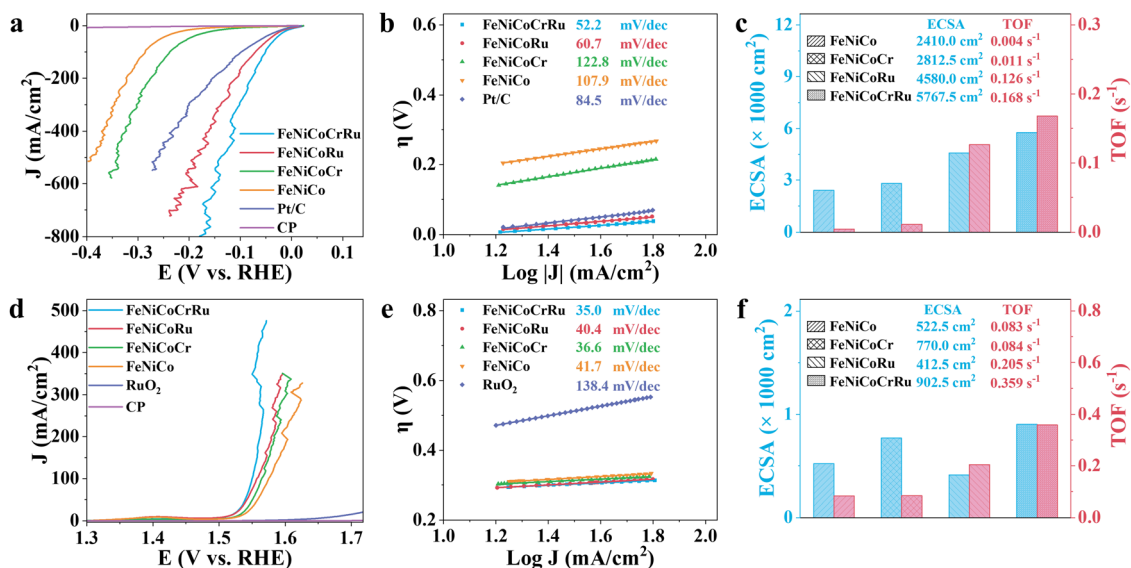 a
J (mA/cm²)
0
-200
-400
-600
-800
FeNiCoCrRu
FeNiCoRu
FeNiCoCr
FeNiCo
Pt/C
CP
-0.4 -0.3 -0.2 -0.1 0.0 0.1
E (V vs. RHE)
b
η (V)
0.6
0.4
0.2
0.0
FeNiCoCrRu 52.2 mV/dec
FeNiCoRu 60.7 mV/dec
FeNiCoCr 122.8 mV/dec
FeNiCo 107.9 mV/dec
Pt/C 84.5 mV/dec
1.0 1.2 1.4 1.6 1.8 2.0
Log |J| (mA/cm²)
c
ECSA (× 1000 cm²)
12
9
6
3
0
ECSA TOF
FeNiCo 2410.0 cm² 0.004 s⁻¹
FeNiCoCr 2812.5 cm² 0.011 s⁻¹
FeNiCoRu 4580.0 cm² 0.126 s⁻¹
FeNiCoCrRu 5767.5 cm² 0.168 s⁻¹
0.3
0.2
0.1
0.0
TOF (s⁻¹)
d
J (mA/cm²)
500
400
300
200
100
0
FeNiCoCrRu
FeNiCoRu
FeNiCoCr
FeNiCo
RuO₂
CP
1.3 1.4 1.5 1.6 1.7
E (V vs. RHE)
e
η (V)
0.8
0.6
0.4
0.2
FeNiCoCrRu 35.0 mV/dec
FeNiCoRu 40.4 mV/dec
FeNiCoCr 36.6 mV/dec
FeNiCo 41.7 mV/dec
RuO₂ 138.4 mV/dec
1.0 1.2 1.4 1.6 1.8 2.0
Log J (mA/cm²)
f
ECSA (× 1000 cm²)
2
1
0
ECSA TOF
FeNiCo 522.5 cm² 0.083 s⁻¹
FeNiCoCr 770.0 cm² 0.084 s⁻¹
FeNiCoRu 412.5 cm² 0.205 s⁻¹
FeNiCoCrRu 902.5 cm² 0.359 s⁻¹
0.8
0.6
0.4
0.2
0.0
TOF (s⁻¹)